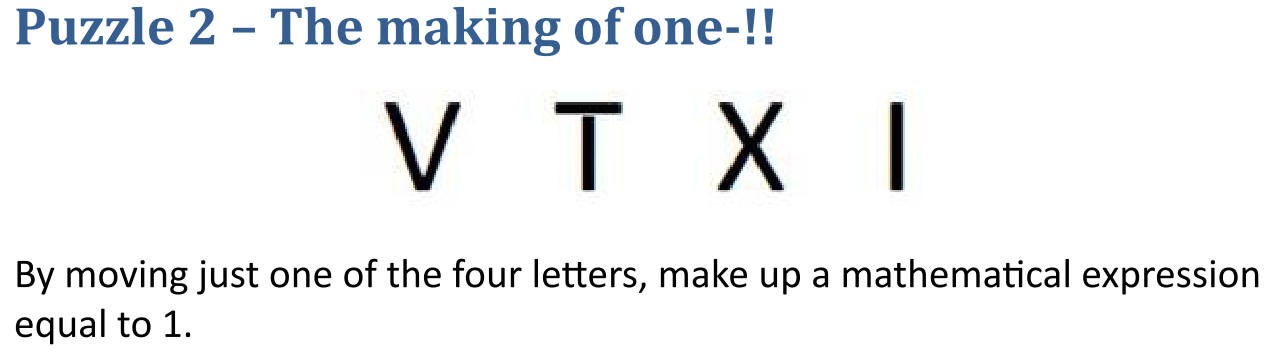 Puzzle 2 – The making of one-!!
V T X I
By moving just one of the four letters, make up a mathematical expression
equal to 1.